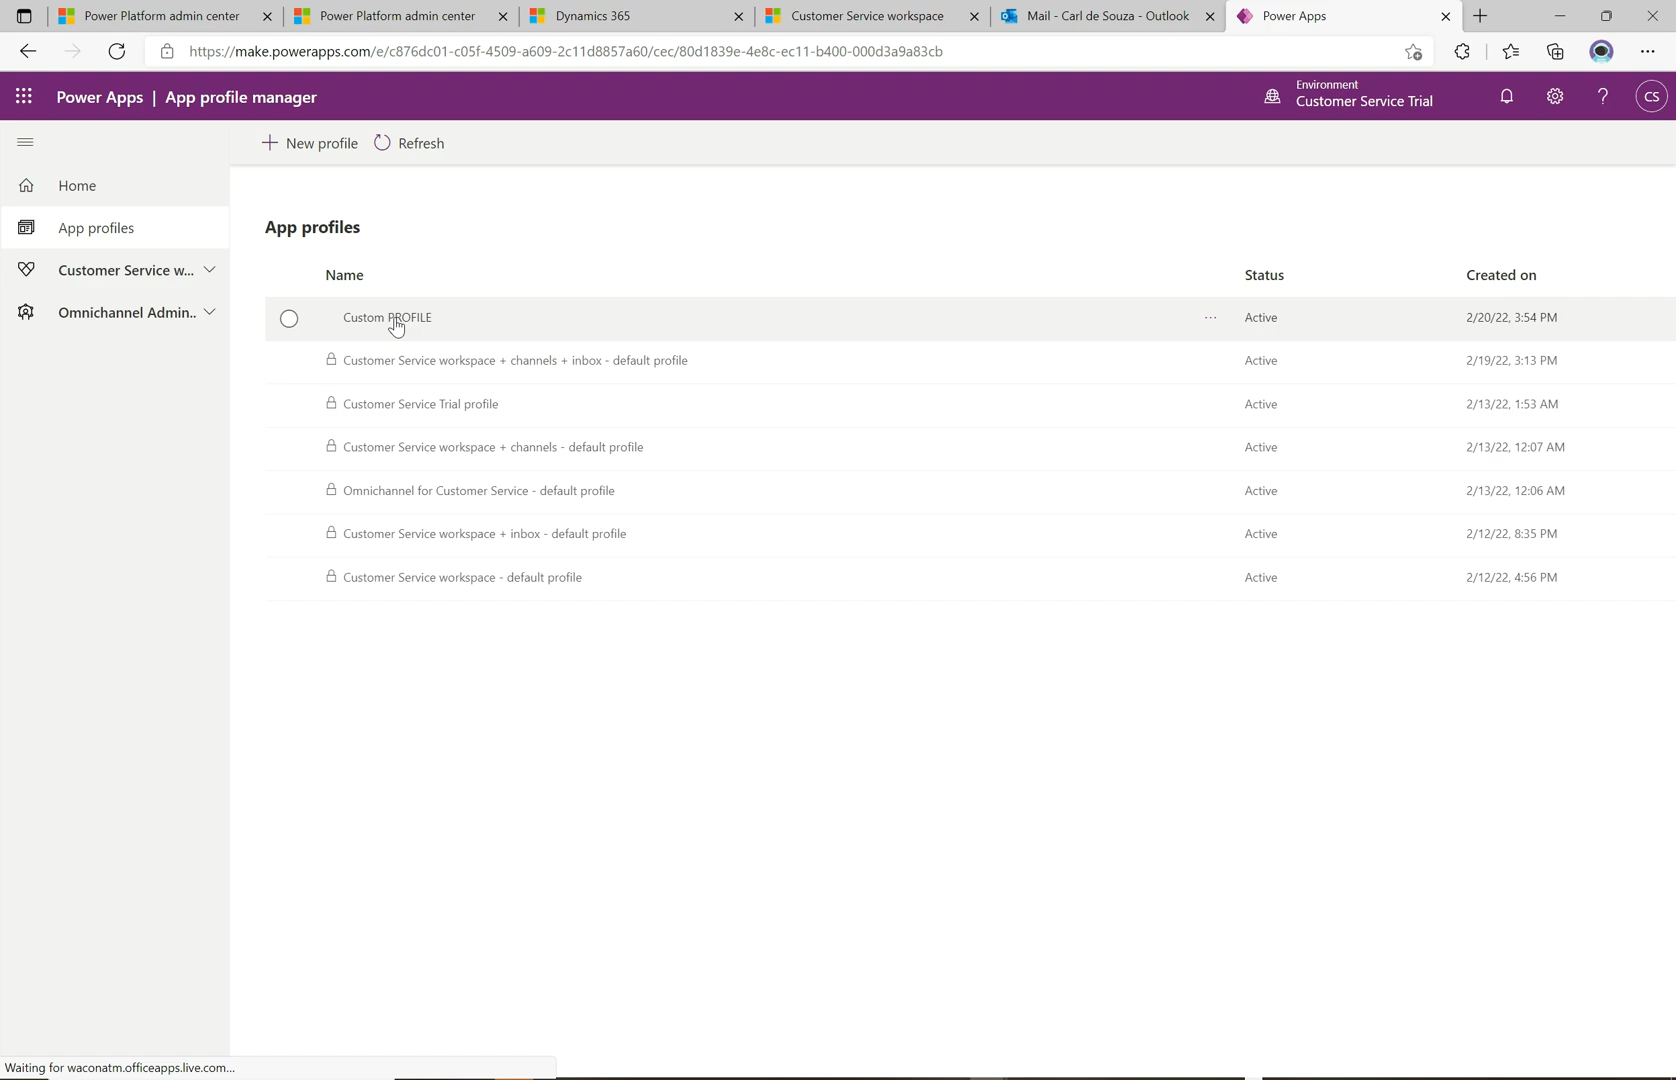 Power Platform admin center
Power Platform admin center
Dynamics 365
Customer Service workspace
Mail - Carl de Souza - Outlook
Power Apps
https://make.powerapps.com/e/c876dc01-c05f-4509-a609-2c11d8857a60/cec/80d1839e-4e8c-ec11-b400-000d3a9a83cb
Power Apps | App profile manager
Environment
Customer Service Trial
CS
New profile
Refresh
Home
App profiles
Customer Service w...
Omnichannel Admin..
App profiles
Name Status Created on
Custom PROFILE ... Active 2/20/22, 3:54 PM
Customer Service workspace + channels + inbox - default profile Active 2/19/22, 3:13 PM
Customer Service Trial profile Active 2/13/22, 1:53 AM
Customer Service workspace + channels - default profile Active 2/13/22, 12:07 AM
Omnichannel for Customer Service - default profile Active 2/13/22, 12:06 AM
Customer Service workspace + inbox - default profile Active 2/12/22, 8:35 PM
Customer Service workspace - default profile Active 2/12/22, 4:56 PM
Waiting for waconatm.officeapps.live.com...